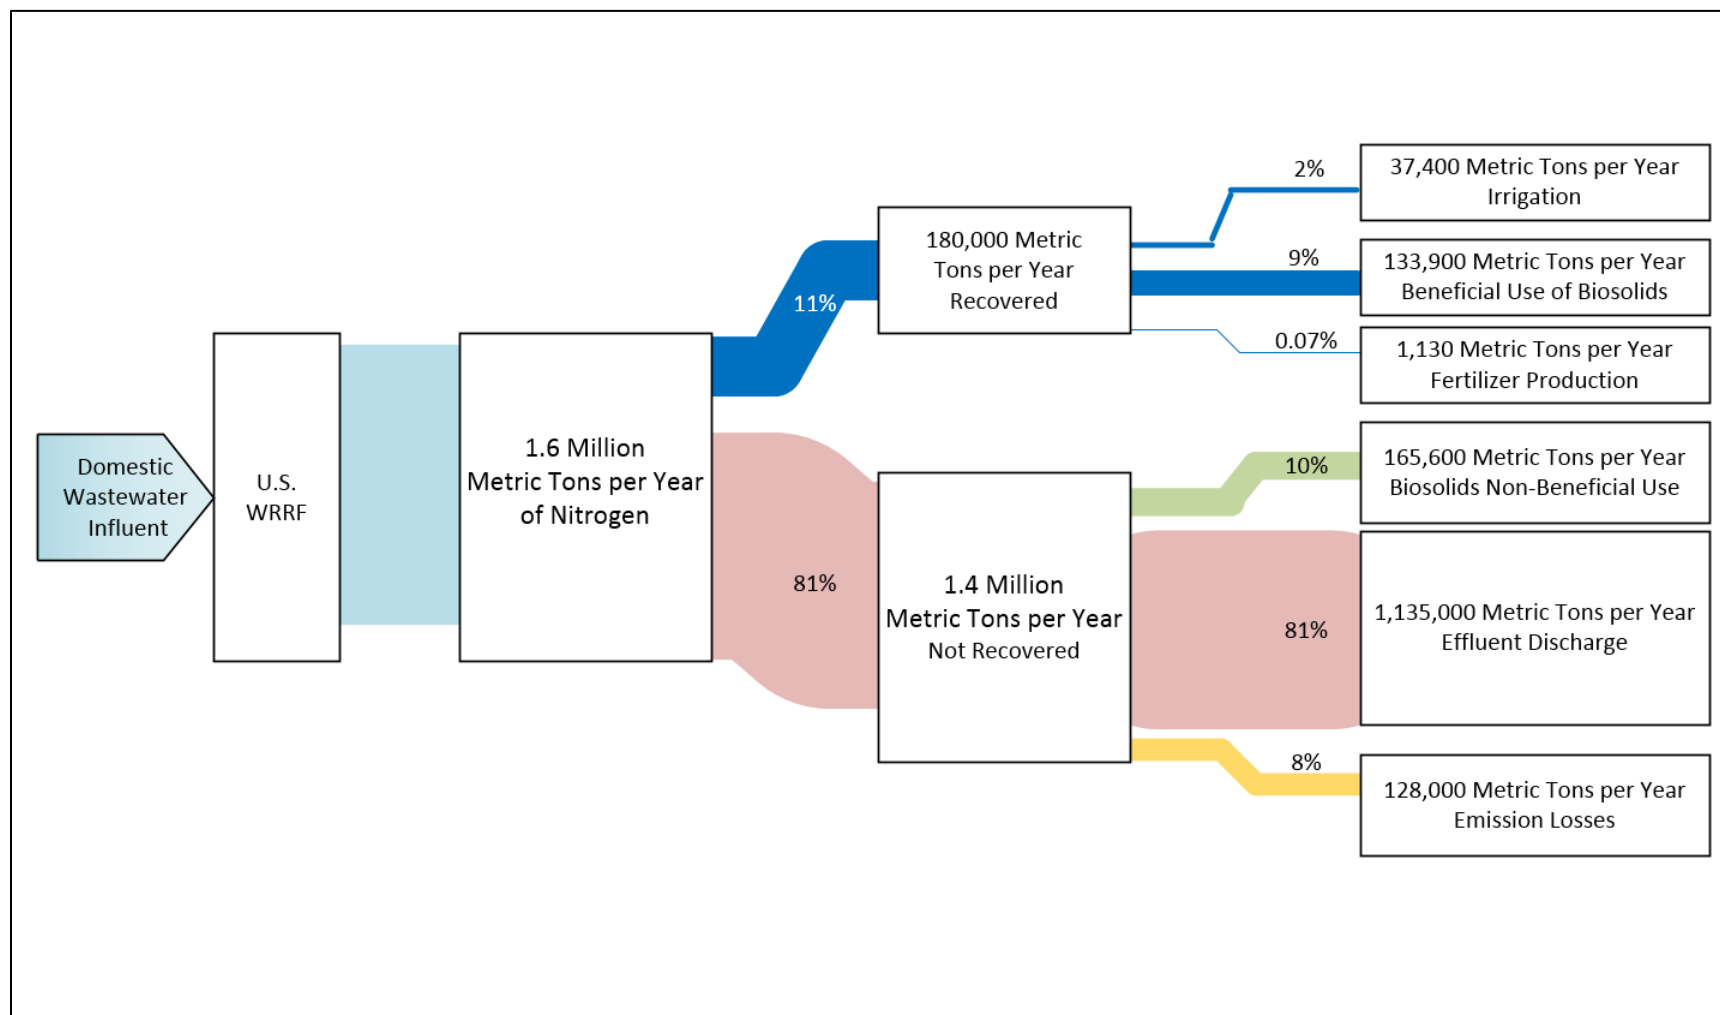 Domestic
Wastewater
Influent
U.S.
WRRF
1.6 Million
Metric Tons per Year
of Nitrogen
11%
81%
180,000 Metric
Tons per Year
Recovered
1.4 Million
Metric Tons per Year
Not Recovered
2%
9%
0.07%
10%
81%
8%
37,400 Metric Tons per Year
Irrigation
133,900 Metric Tons per Year
Beneficial Use of Biosolids
1,130 Metric Tons per Year
Fertilizer Production
165,600 Metric Tons per Year
Biosolids Non-Beneficial Use
1,135,000 Metric Tons per Year
Effluent Discharge
128,000 Metric Tons per Year
Emission Losses